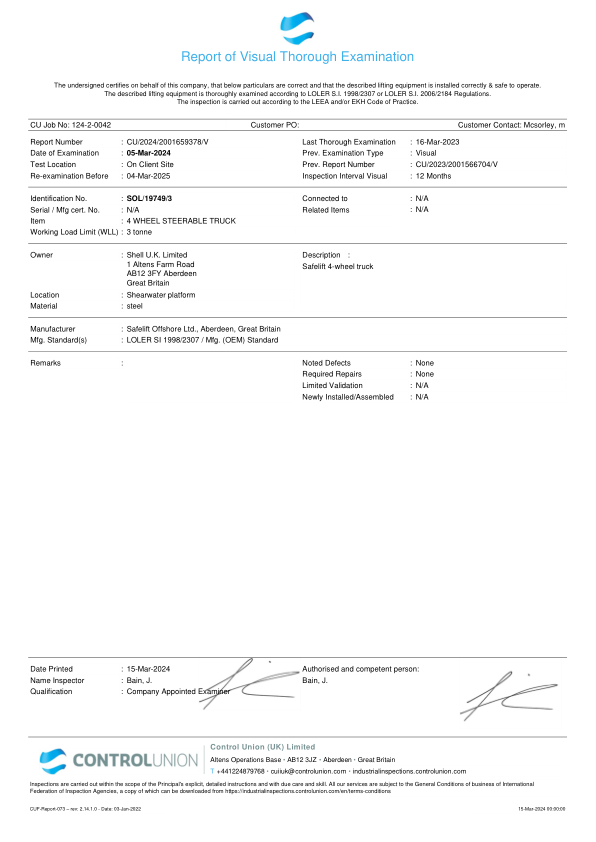 Report of Visual Thorough Examination
The undersigned certifies on behalf of this company, that below particulars are correct and that the described lifting equipment is installed correctly & safe to operate.
The described lifting equipment is thoroughly examined according to LOLER S.I. 1998/2307 or LOLER S.I. 2006/2184 Regulations.
The inspection is carried out according to the LEEA and/or EKH Code of Practice.
CU Job No: 124-2-0042 Customer PO: Customer Contact: Mcsorley, m
Report Number : CU/2024/2001659378/V Last Thorough Examination : 16-Mar-2023
Date of Examination : 05-Mar-2024 Prev. Examination Type : Visual
Test Location : On Client Site Prev. Report Number : CU/2023/2001566704/V
Re-examination Before : 04-Mar-2025 Inspection Interval Visual : 12 Months
Identification No. : SOL/19749/3 Connected to : N/A
Serial / Mfg cert. No. : N/A Related Items : N/A
Item : 4 WHEEL STEERABLE TRUCK
Working Load Limit (WLL) : 3 tonne
Owner : Shell U.K. Limited Description :
1 Altens Farm Road Safelift 4-wheel truck
AB12 3FY Aberdeen
Great Britain
Location : Shearwater platform
Material : steel
Manufacturer : Safelift Offshore Ltd., Aberdeen, Great Britain
Mfg. Standard(s) : LOLER SI 1998/2307 / Mfg. (OEM) Standard
Remarks : Noted Defects : None
Required Repairs : None
Limited Validation : N/A
Newly Installed/Assembled : N/A
Date Printed : 15-Mar-2024 Authorised and competent person:
Name Inspector : Bain, J. Bain, J.
Qualification : Company Appointed Examiner
CONTROLUNION
Control Union (UK) Limited
Altens Operations Base · AB12 3JZ · Aberdeen · Great Britain
T +441224879768 · cuiiuk@controlunion.com · industrialinspections.controlunion.com
Inspections are carried out within the scope of the Principal's explicit, detailed instructions and with due care and skill. All our services are subject to the General Conditions of business of International
Federation of Inspection Agencies, a copy of which can be downloaded from https://industrialinspections.controlunion.com/en/terms-conditions
CUF-Report-073 – rev: 2.14.1.0 - Date: 03-Jun-2022 15-Mar-2024 00:00:00